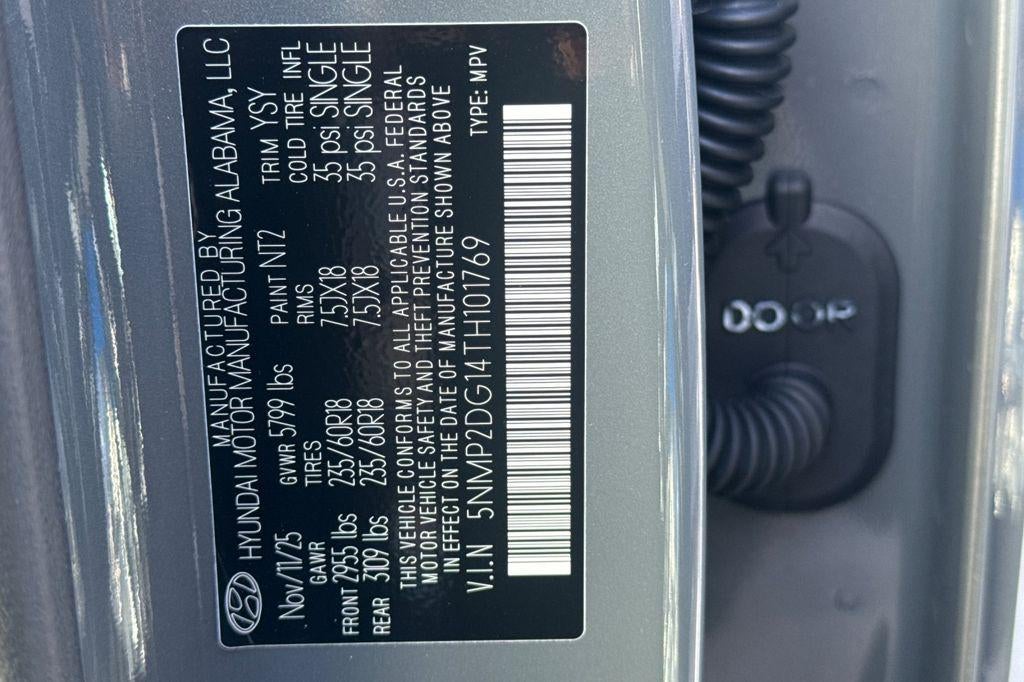 MANUFACTURED BY
HYUNDAI MOTOR MANUFACTURING ALABAMA, LLC
Nov/11/25 GVWR 5799 lbs PAINT NT2 TRIM YSY
GAWR TIRES RIMS COLD TIRE INFL
FRONT 2955 lbs 235/60R18 7.5JX18 35 psi SINGLE
REAR 3109 lbs 235/60R18 7.5JX18 35 psi SINGLE
THIS VEHICLE CONFORMS TO ALL APPLICABLE U.S.A. FEDERAL
MOTOR VEHICLE SAFETY AND THEFT PREVENTION STANDARDS
IN EFFECT ON THE DATE OF MANUFACTURE SHOWN ABOVE
V.I.N 5NMP2DG14TH101769 TYPE: MPV
DOOR